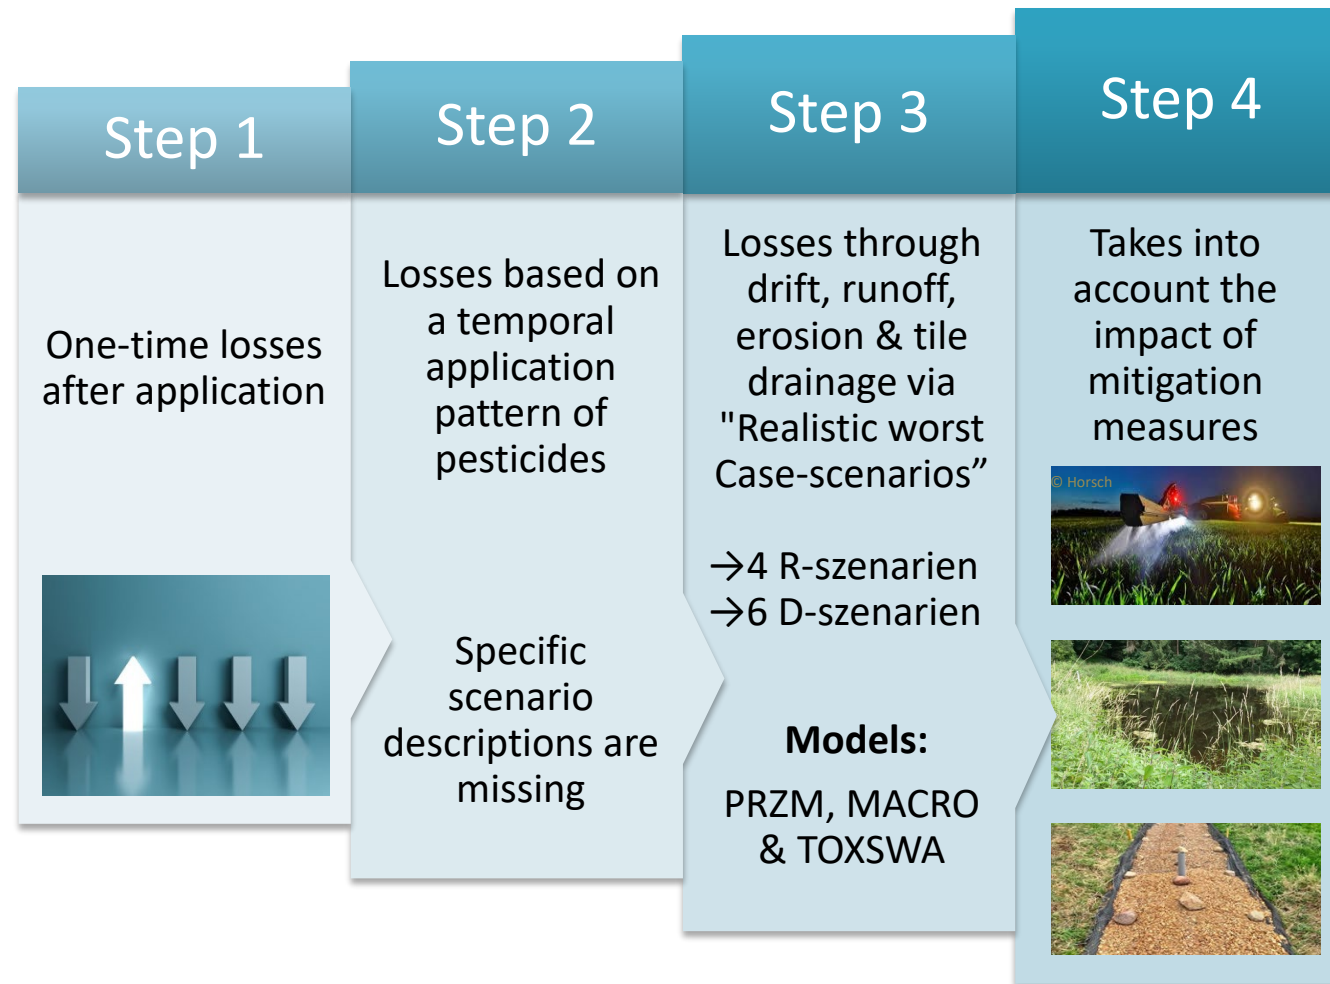 Step 1
One-time losses
after application
Step 2
Losses based on
a temporal
application
pattern of
pesticides
Specific
scenario
descriptions are
missing
Step 3
Losses through
drift, runoff,
erosion & tile
drainage via
"Realistic worst
Case-scenarios”
→4 R-szenarien
→6 D-szenarien
Models:
PRZM, MACRO
& TOXSWA
Step 4
Takes into
account the
impact of
mitigation
measures
© Horsch